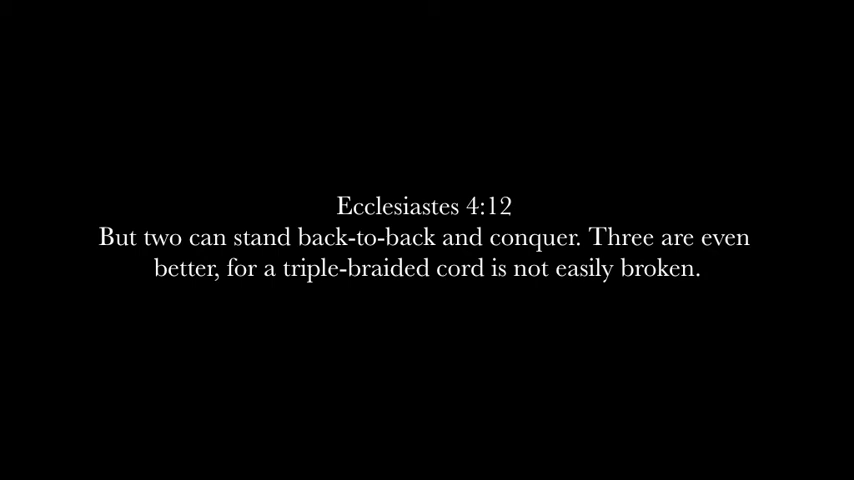 Ecclesiastes 4:12
But two can stand back-to-back and conquer. Three are even
better, for a triple-braided cord is not easily broken.